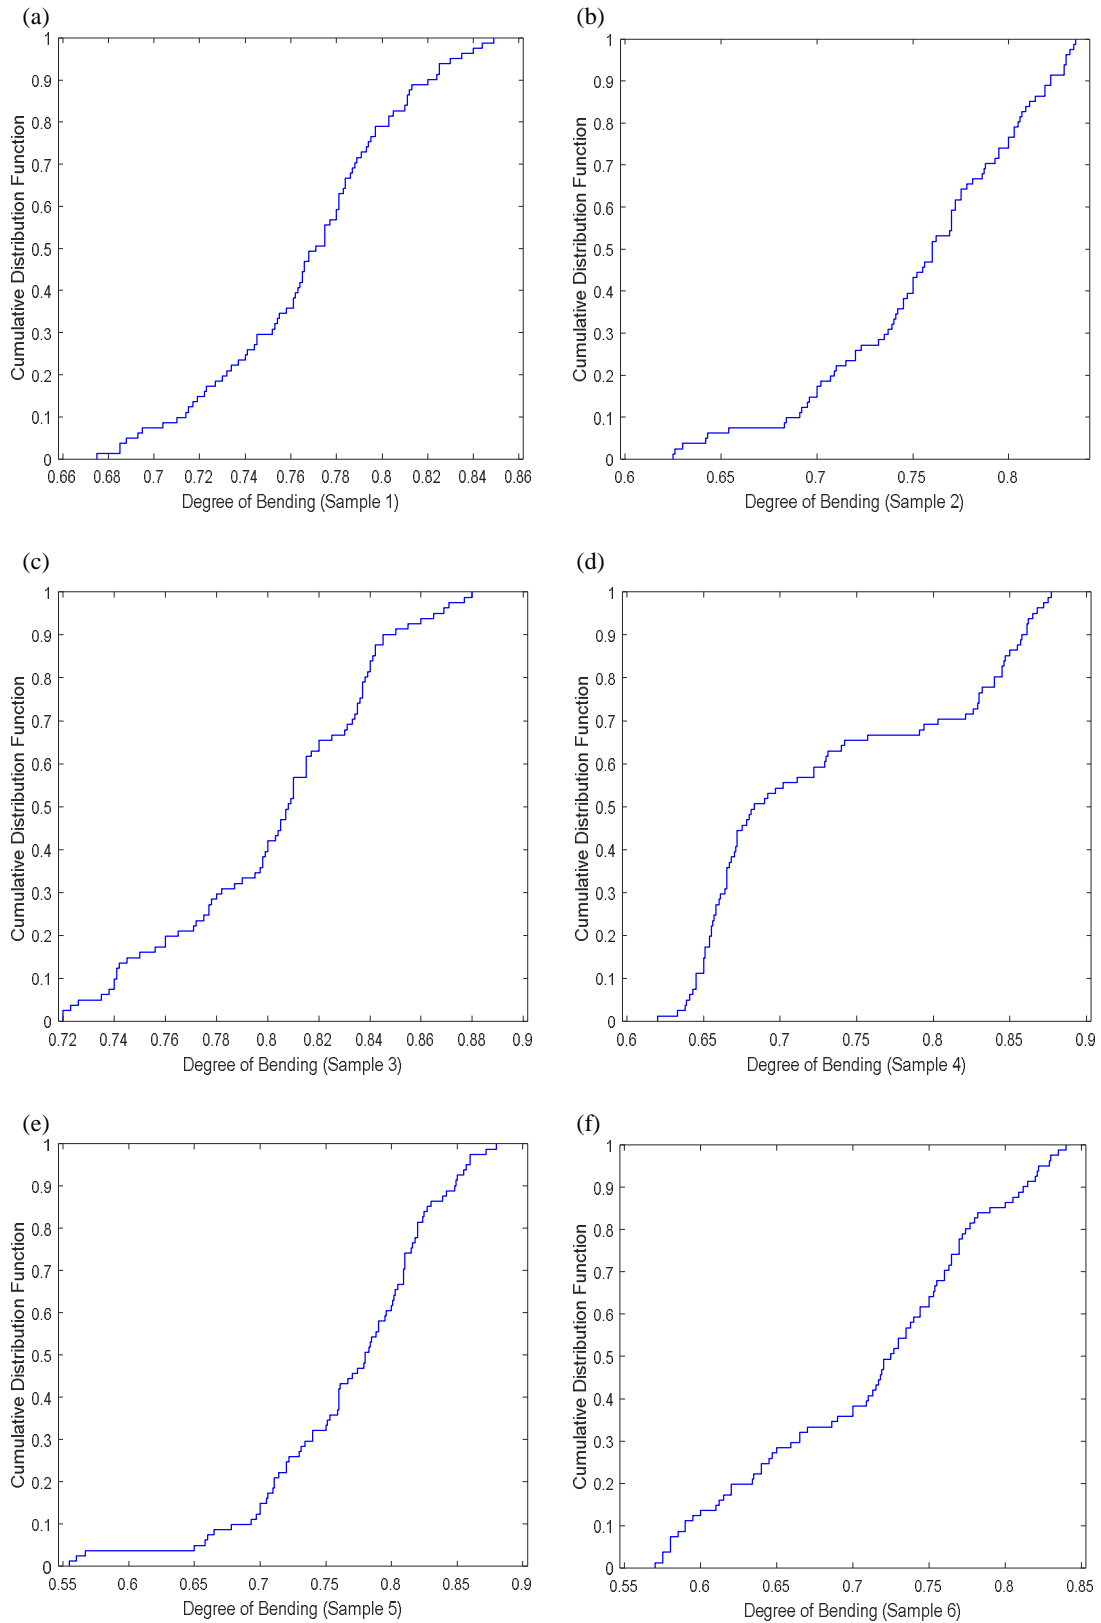 (a)
1
0.9
0.8
0.7
0.6
0.5
0.4
0.3
0.2
0.1
0
0.66 0.68 0.7 0.72 0.74 0.76 0.78 0.8 0.82 0.84 0.86
Cumulative Distribution Function
Degree of Bending (Sample 1)
(b)
1
0.9
0.8
0.7
0.6
0.5
0.4
0.3
0.2
0.1
0
0.6 0.65 0.7 0.75 0.8
Cumulative Distribution Function
Degree of Bending (Sample 2)
(c)
1
0.9
0.8
0.7
0.6
0.5
0.4
0.3
0.2
0.1
0
0.72 0.74 0.76 0.78 0.8 0.82 0.84 0.86 0.88 0.9
Cumulative Distribution Function
Degree of Bending (Sample 3)
(d)
1
0.9
0.8
0.7
0.6
0.5
0.4
0.3
0.2
0.1
0
0.6 0.65 0.7 0.75 0.8 0.85 0.9
Cumulative Distribution Function
Degree of Bending (Sample 4)
(e)
1
0.9
0.8
0.7
0.6
0.5
0.4
0.3
0.2
0.1
0
0.55 0.6 0.65 0.7 0.75 0.8 0.85 0.9
Cumulative Distribution Function
Degree of Bending (Sample 5)
(f)
1
0.9
0.8
0.7
0.6
0.5
0.4
0.3
0.2
0.1
0
0.55 0.6 0.65 0.7 0.75 0.8 0.85
Cumulative Distribution Function
Degree of Bending (Sample 6)